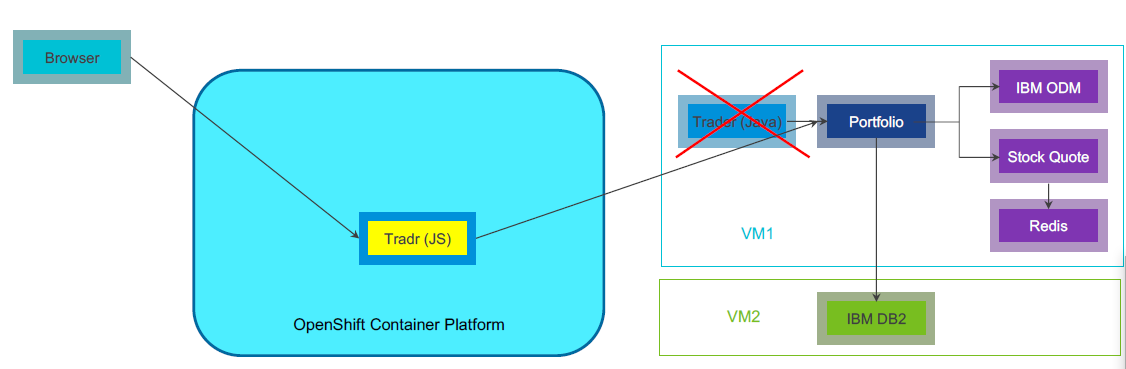 Browser
IBM ODM
Trader (Java)
Portfolio
Stock Quote
Redis
VM1
Tradr (JS)
OpenShift Container Platform
VM2
IBM DB2